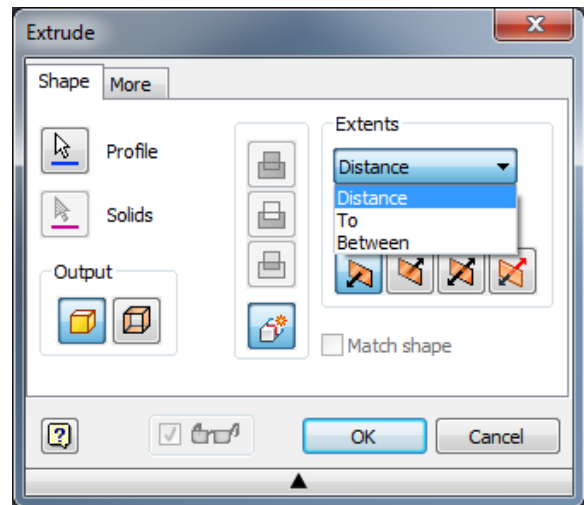 Extrude
Shape
More
Profile
Solids
Output
Extents
Distance
Distance
To
Between
Match shape
OK
Cancel